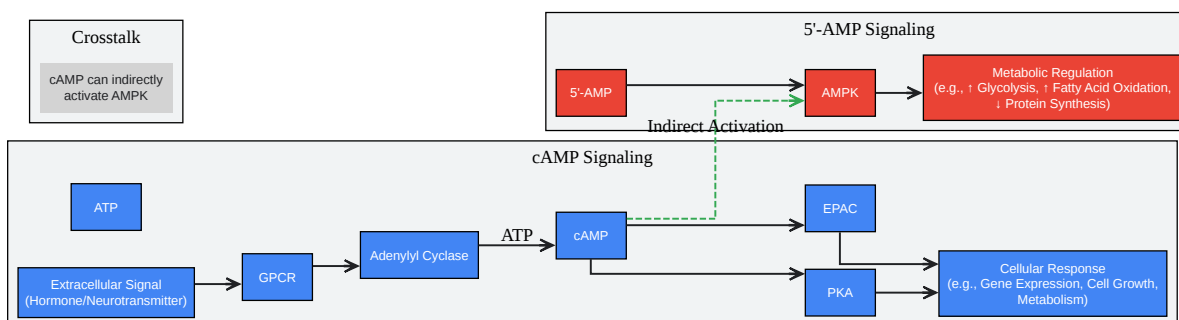 Crosstalk
cAMP can indirectly
activate AMPK
5'-AMP Signaling
5'-AMP
AMPK
Metabolic Regulation
(e.g., ↑ Glycolysis, ↑ Fatty Acid Oxidation,
↓ Protein Synthesis)
Indirect Activation
cAMP Signaling
ATP
Extracellular Signal
(Hormone/Neurotransmitter)
GPCR
Adenylyl Cyclase
ATP
cAMP
EPAC
PKA
Cellular Response
(e.g., Gene Expression, Cell Growth,
Metabolism)